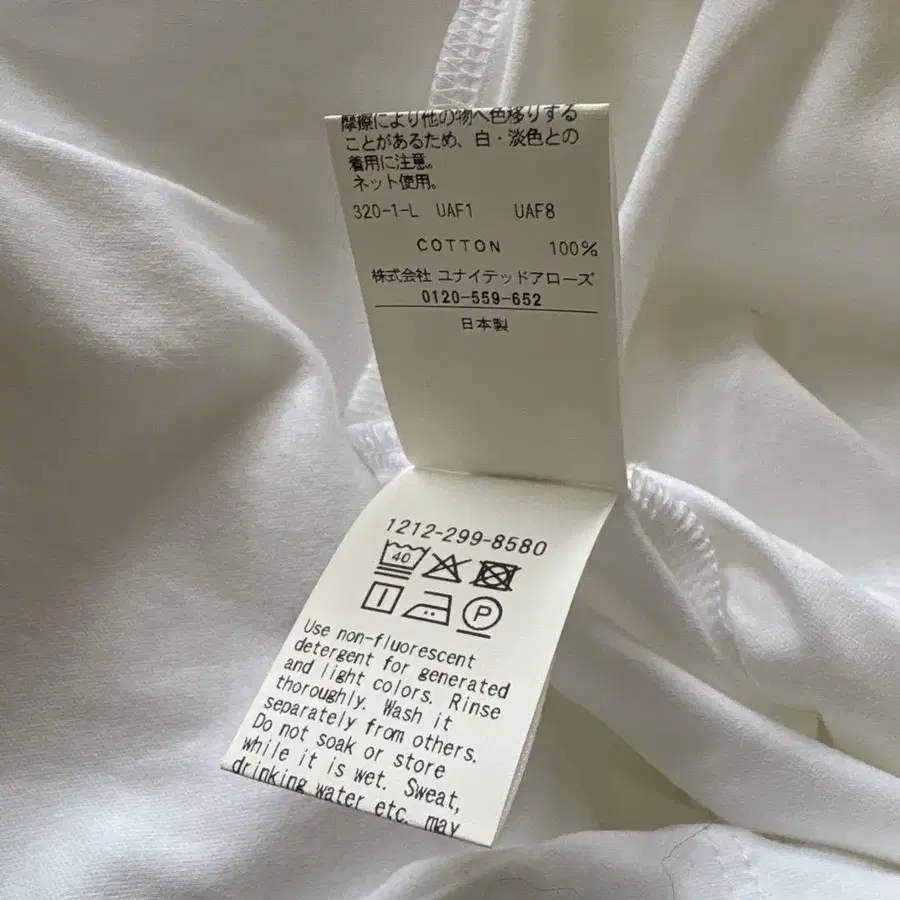 摩擦により他の物へ色移りする
ことがあるため、白・淡色との
着用に注意。
ネット使用。
320-1-L UAF1 UAF8
COTTON 100%
株式会社 ユナイテッドアローズ
0120-559-652
日本製
1212-299-8580
40
P
Use non-fluorescent
detergent for generated
and light colors. Rinse
thoroughly. Wash it
separately from others.
Do not soak or store
while it is wet. Sweat,
drinking water etc. may